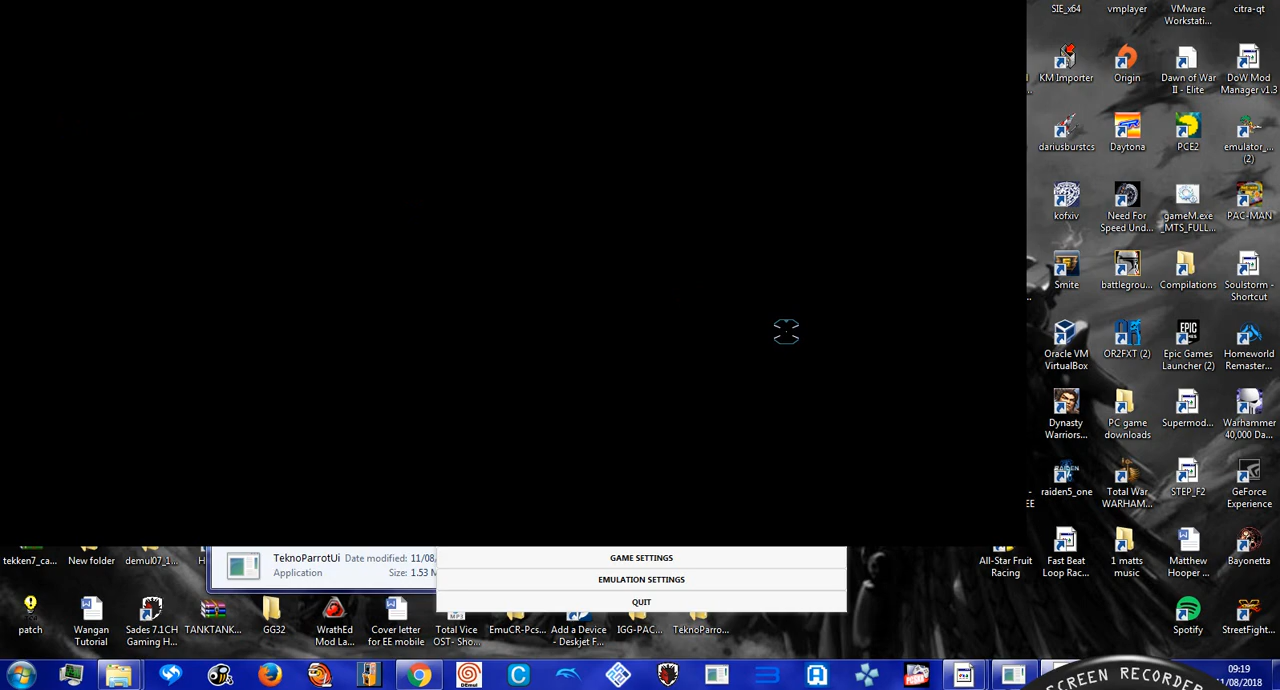 SIE_x64
vmplayer
VMware
Workstati...
citra-qt
KM Importer
Origin
Dawn of War
II - Elite
DoW Mod
Manager v1.3
dariusburstcs
Daytona
PCE2
emulator_...
(2)
kofxiv
Need For
Speed Und...
gameM.exe
_MTS_FULL...
PAC-MAN
Smite
battlegrou...
Compilations
Soulstorm -
Shortcut
Oracle VM
VirtualBox
OR2FXT (2)
Epic Games
Launcher (2)
Homeworld
Remaster...
Dynasty
Warriors...
PC game
downloads
Supermod...
Warhammer
40,000 Da...
raiden5_one
Total War
WARHAM...
STEP_F2
GeForce
Experience
All-Star Fruit
Racing
Fast Beat
Loop Rac...
1 matts
music
Matthew
Hooper ...
Bayonetta
tekken7_ca...
New folder
demul07_1...
TeknoParrotUi
Date modified: 11/08
Application
Size: 1.53 M
GAME SETTINGS
EMULATION SETTINGS
QUIT
patch
Wangan
Tutorial
Sades 7.1CH
Gaming H...
TANKTANK...
GG32
WrathEd
Mod La...
Cover letter
for EE mobile
Total Vice
OST- Sho...
EmuCR-Pcs...
Add a Device
- Deskjet F...
IGG-PAC...
TeknoParro...
Spotify
StreetFight...
DEmul
SCREEN RECORDER
09:19
11/08/2018